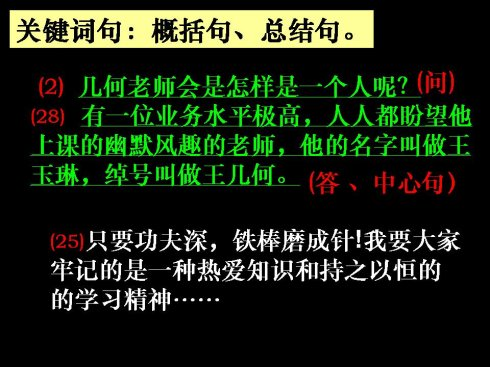 关键词句：概括句、总结句。
(2) 几何老师会是怎样是一个人呢？(问)
(28) 有一位业务水平极高，人人都盼望他
上课的幽默风趣的老师，他的名字叫做王
玉琳，绰号叫做王几何。(答 、中心句)
(25)只要功夫深，铁棒磨成针!我要大家
牢记的是一种热爱知识和持之以恒的
的学习精神……